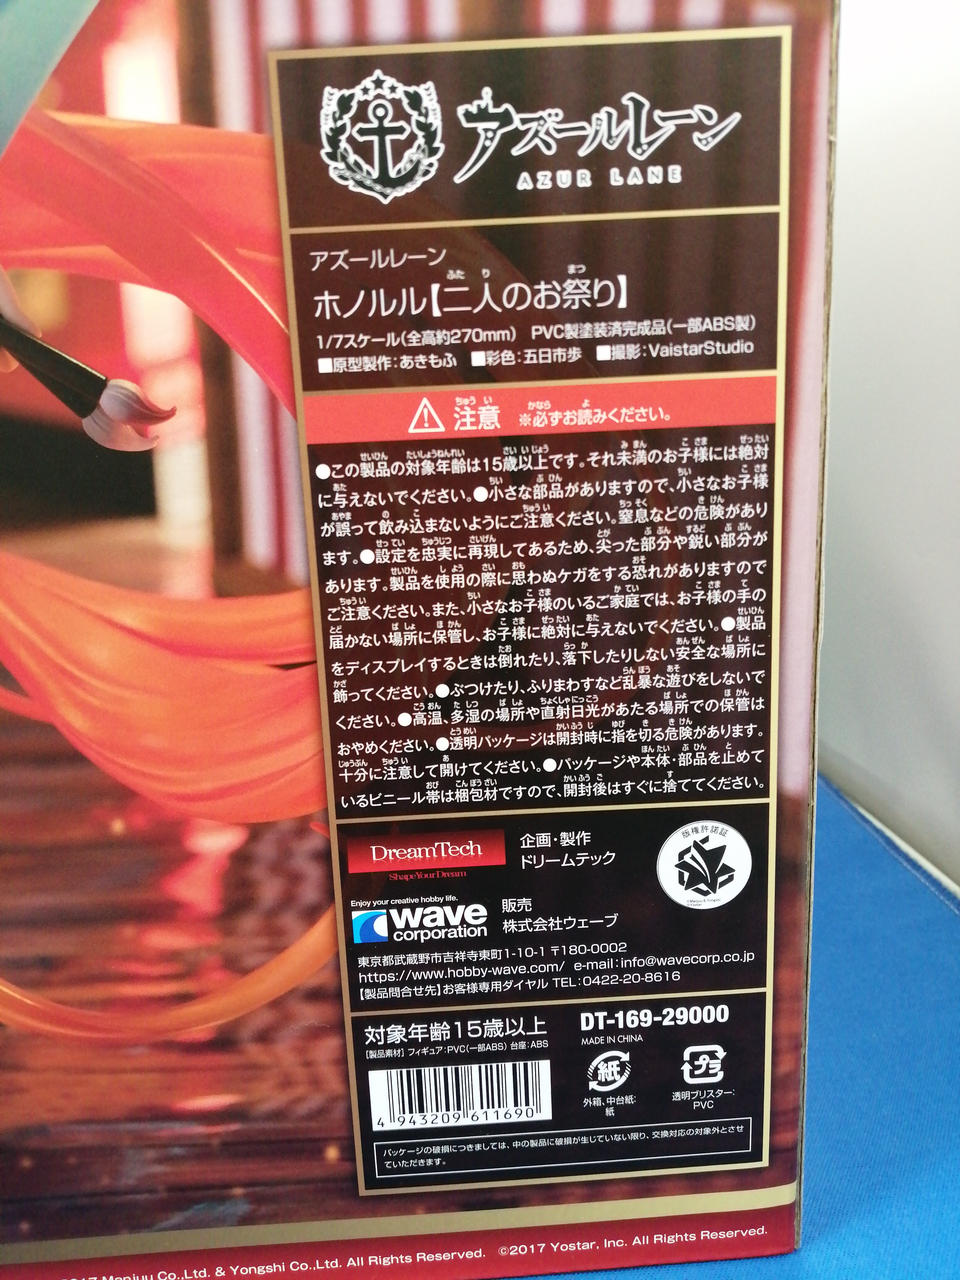 アズールレーン
AZUR LANE
アズールレーン
ホノルル【二人のお祭り】
1/7スケール(全高約270mm) PVC製塗装済完成品(一部ABS製)
■原型製作:あきもふ ■彩色:五日市歩 ■撮影:VaistarStudio
注意 ※必ずお読みください。
●この製品の対象年齢は15歳以上です。それ未満のお子様には絶対
に与えないでください。●小さな部品がありますので、小さなお子様
が誤って飲み込まないようにご注意ください。窒息などの危険があり
ます。●設定を忠実に再現してあるため、尖った部分や鋭い部分が
あります。製品を使用の際に思わぬケガをする恐れがありますので
ご注意ください。また、小さなお子様のいるご家庭では、お子様の手の
届かない場所に保管し、お子様に絶対に与えないでください。●製品
をディスプレイするときは倒れたり、落下したりしない安全な場所に
飾ってください。●ぶつけたり、ふりまわすなど乱暴な遊びをしないで
ください。●高温、多湿の場所や直射日光があたる場所での保管は
おやめください。●透明パッケージは開封時に指を切る危険があります。
十分に注意して開けてください。●パッケージや本体・部品を止めて
いるビニール帯は梱包材ですので、開封後はすぐに捨ててください。
DreamTech
ShapeYourDream
企画・製作
ドリームテック
版権許諾証
Enjoy your creative hobby life.
wave
corporation
販売
株式会社ウェーブ
東京都武蔵野市吉祥寺東町1-10-1 〒180-0002
https://www.hobby-wave.com/ e-mail:info@wavecorp.co.jp
【製品問合せ先】お客様専用ダイヤル TEL:0422-20-8616
対象年齢15歳以上
[製品素材] フィギュア:PVC(一部ABS) 台座:ABS
DT-169-29000
MADE IN CHINA
紙
外箱、中台紙:
紙
プラ
透明ブリスター:
PVC
4 943209 611690
パッケージの破損につきましては、中の製品に破損が生じていない限り、交換対応の対象外とさせ
ていただきます。
2017 Manjuu Co.,Ltd. & Yongshi Co.,Ltd. All Rights Reserved. ©2017 Yostar, Inc. All Rights Reserved.